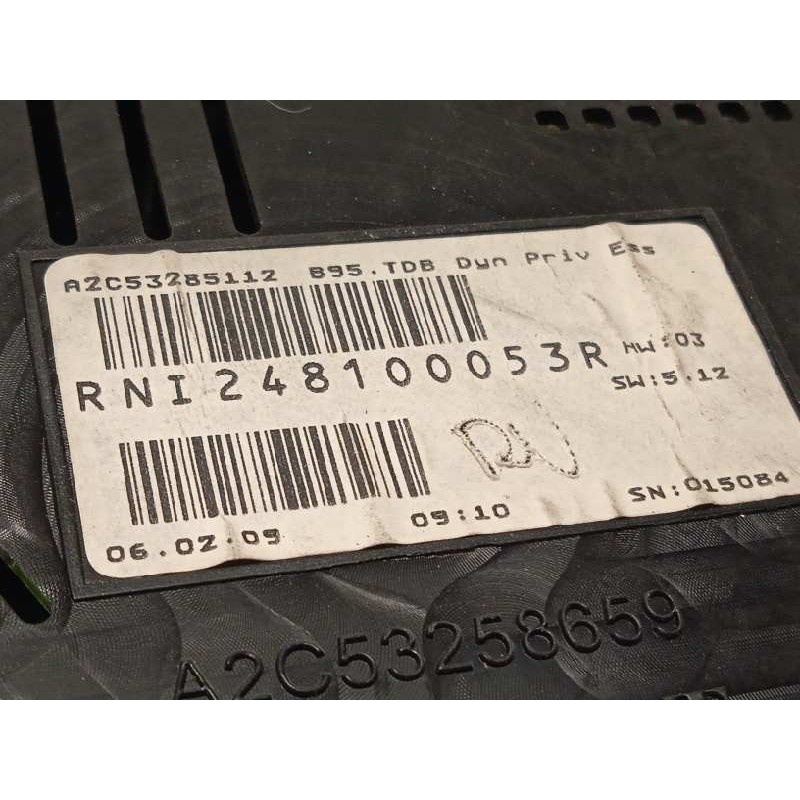 A2C53285112 B95.TDB Dyn Priv Ess
RNI248100053R HW:03
SW:5.12
SN:015084
06.02.09 09:10
A2C53258659